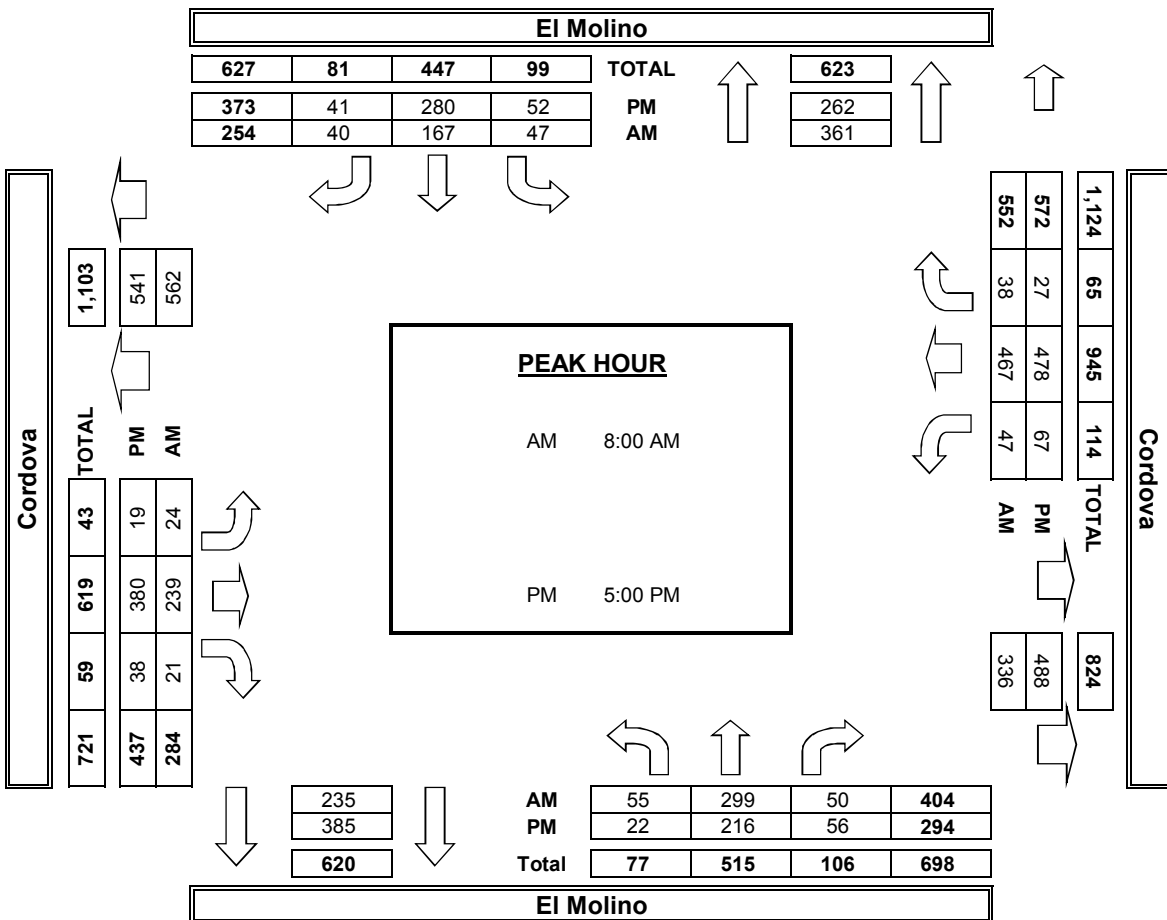 El Molino
627 81 447 99 TOTAL 623
373 41 280 52 PM 262
254 40 167 47 AM 361
Cordova
1,103 541 562
TOTAL PM AM
43 19 24
619 380 239
59 38 21
721 437 284
PEAK HOUR
AM 8:00 AM
PM 5:00 PM
552 572 1,124
38 27 65
467 478 945
47 67 114
AM PM TOTAL
336 488 824
Cordova
235 AM 55 299 50 404
385 PM 22 216 56 294
620 Total 77 515 106 698
El Molino